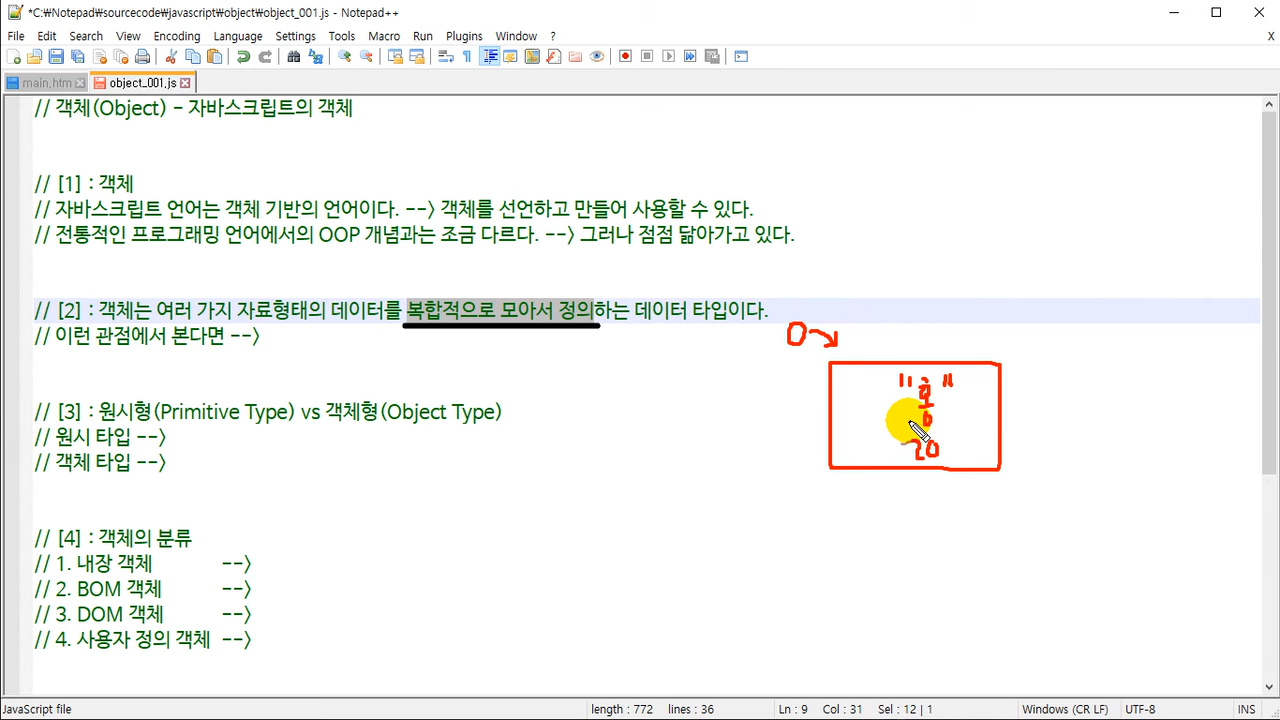 *C:₩Notepad₩sourcecode₩javascript₩object₩object_001.js - Notepad++
File Edit Search View Encoding Language Settings Tools Macro Run Plugins Window ? X
main.htm object_001.js
// 객체(Object) - 자바스크립트의 객체
// [1] : 객체
// 자바스크립트 언어는 객체 기반의 언어이다. --> 객체를 선언하고 만들어 사용할 수 있다.
// 전통적인 프로그래밍 언어에서의 OOP 개념과는 조금 다르다. --> 그러나 점점 닮아가고 있다.
// [2] : 객체는 여러 가지 자료형태의 데이터를 복합적으로 모아서 정의하는 데이터 타입이다.
// 이런 관점에서 본다면 -->
// [3] : 원시형(Primitive Type) vs 객체형(Object Type)
// 원시 타입 -->
// 객체 타입 -->
// [4] : 객체의 분류
// 1. 내장 객체 -->
// 2. BOM 객체 -->
// 3. DOM 객체 -->
// 4. 사용자 정의 객체 -->
0
"홍"
20
JavaScript file length : 772 lines : 36 Ln : 9 Col : 31 Sel : 12 | 1 Windows (CR LF) UTF-8 INS